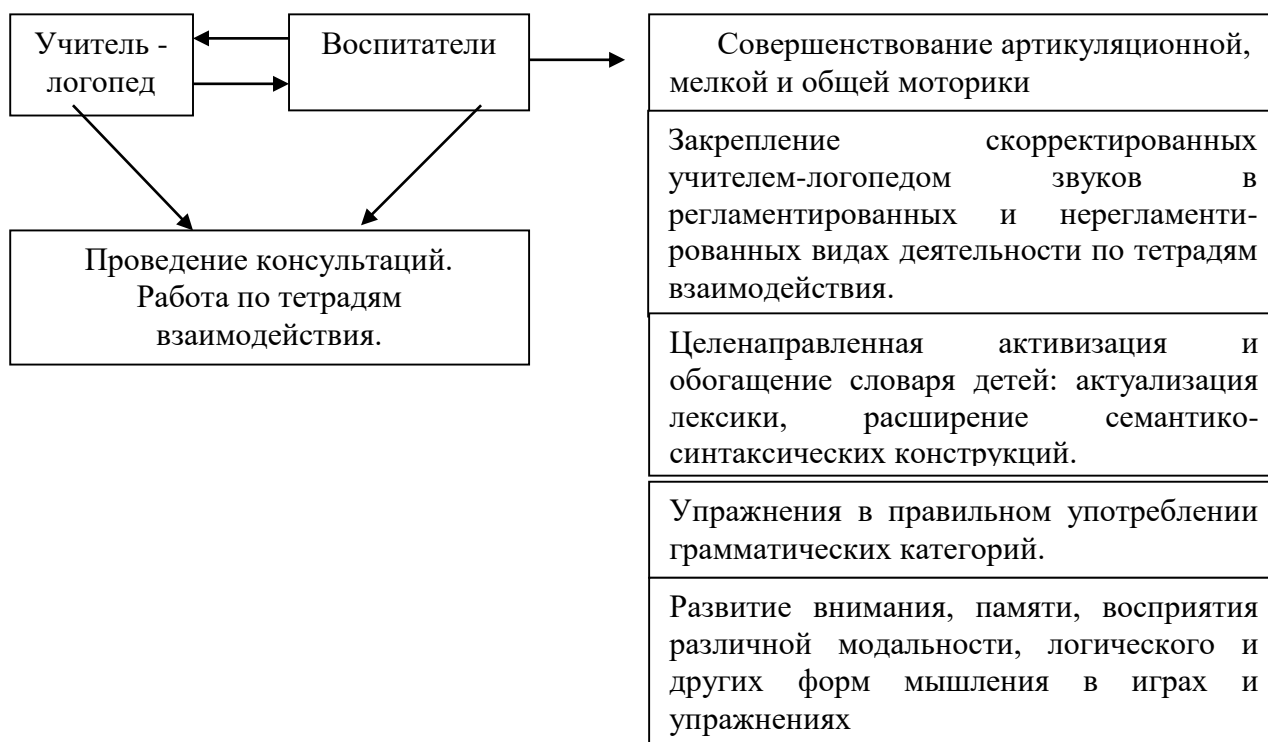 Учитель -
логопед
Воспитатели
Совершенствование артикуляционной,
мелкой и общей моторики
Закрепление скорректированных
учителем-логопедом звуков в
регламентированных и нерегламенти-
рованных видах деятельности по тетрадям
взаимодействия.
Проведение консультаций.
Работа по тетрадям
взаимодействия.
Целенаправленная активизация и
обогащение словаря детей: актуализация
лексики, расширение семантико-
синтаксических конструкций.
Упражнения в правильном употреблении
грамматических категорий.
Развитие внимания, памяти, восприятия
различной модальности, логического и
других форм мышления в играх и
упражнениях